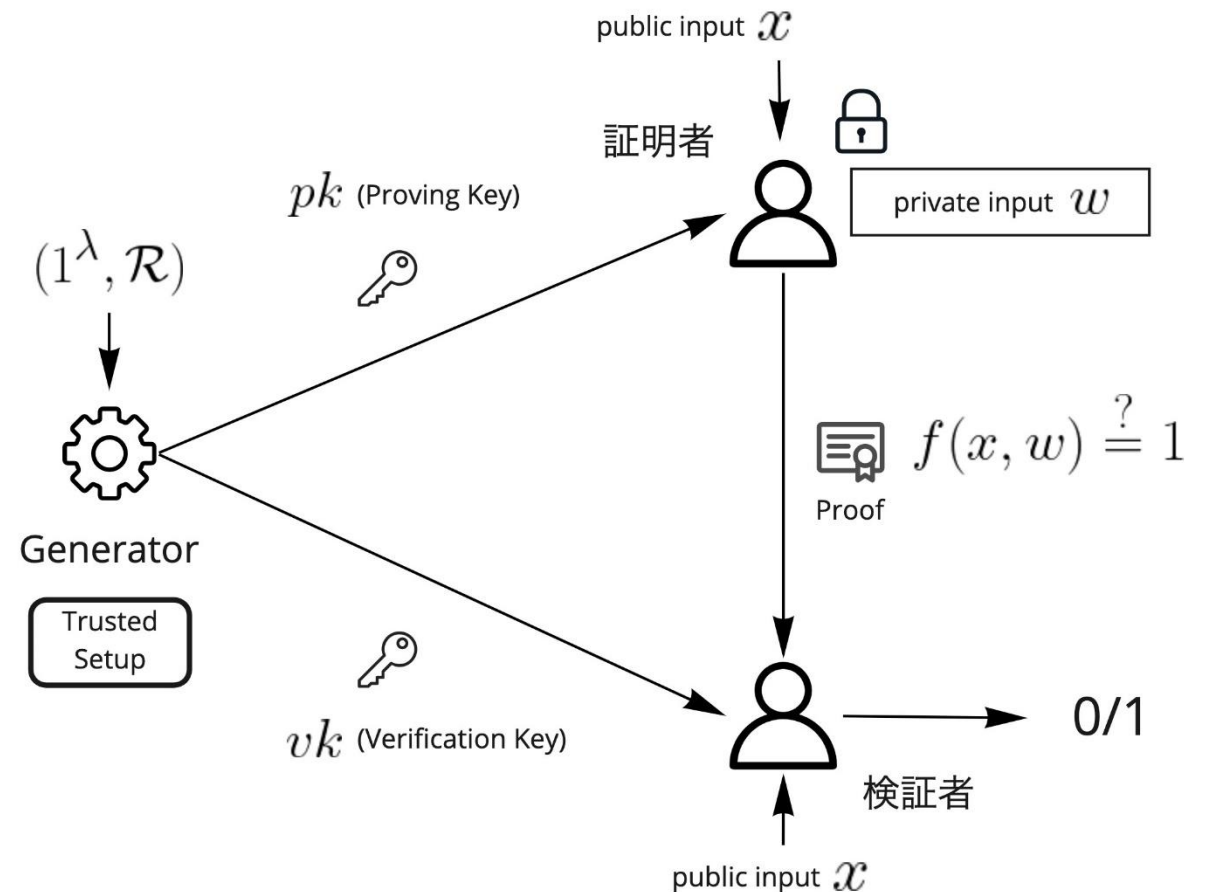 public input x
証明者
private input w
pk (Proving Key)
(1^λ, R)
f(x, w) ≟ 1
Proof
Generator
Trusted
Setup
vk (Verification Key)
0/1
検証者
public input x